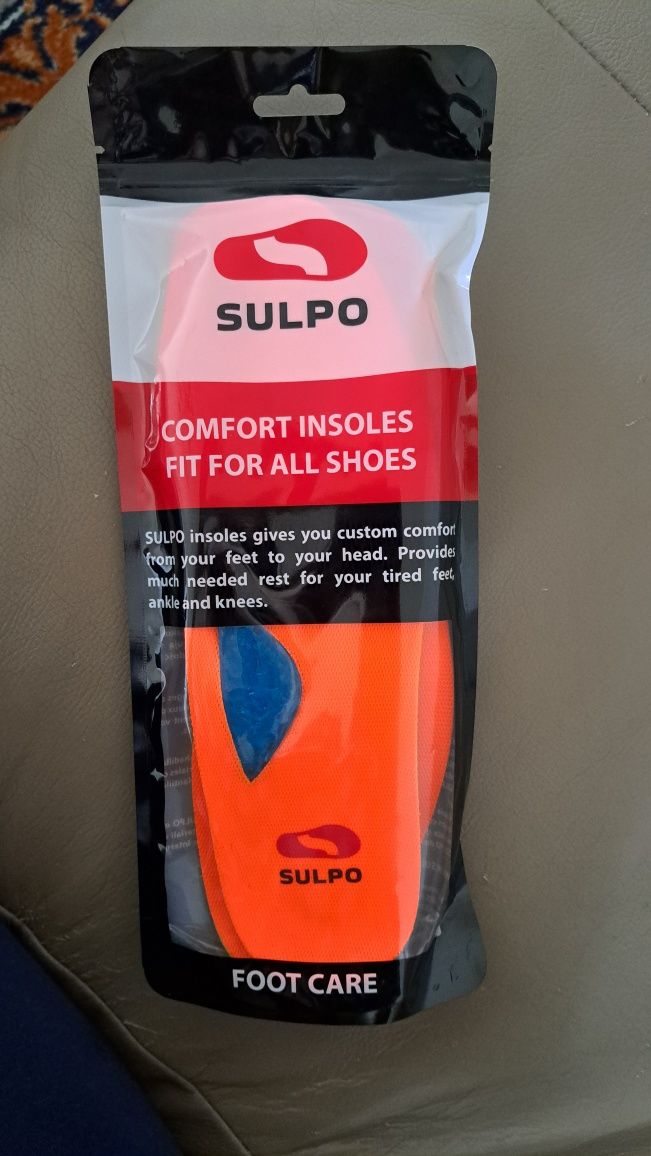 SULPO
COMFORT INSOLES
FIT FOR ALL SHOES
SULPO insoles gives you custom comfort
from your feet to your head. Provides
much needed rest for your tired feet,
ankle and knees.
SULPO
FOOT CARE